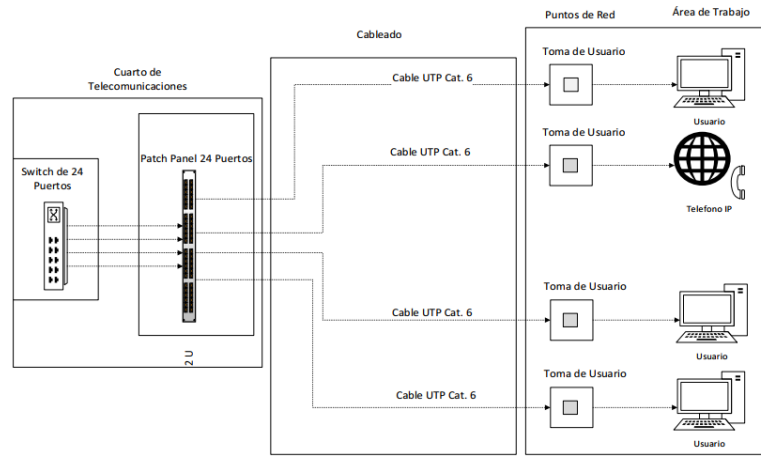 Puntos de Red
Área de Trabajo
Cableado
Cuarto de
Telecomunicaciones
Toma de Usuario
Cable UTP Cat. 6
Usuario
Toma de Usuario
Patch Panel 24 Puertos
Cable UTP Cat. 6
Switch de 24
Puertos
Telefono IP
Toma de Usuario
Cable UTP Cat. 6
Usuario
2 U
Toma de Usuario
Cable UTP Cat. 6
Usuario